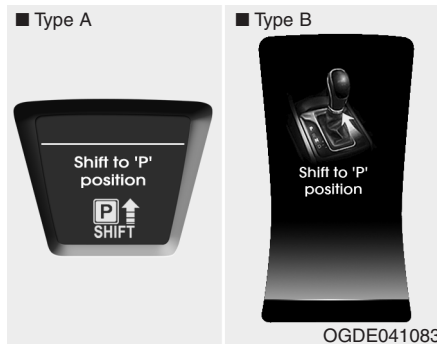 ■ Type A
Shift to 'P'
position
P
SHIFT
■ Type B
Shift to 'P'
position
OGDE041083